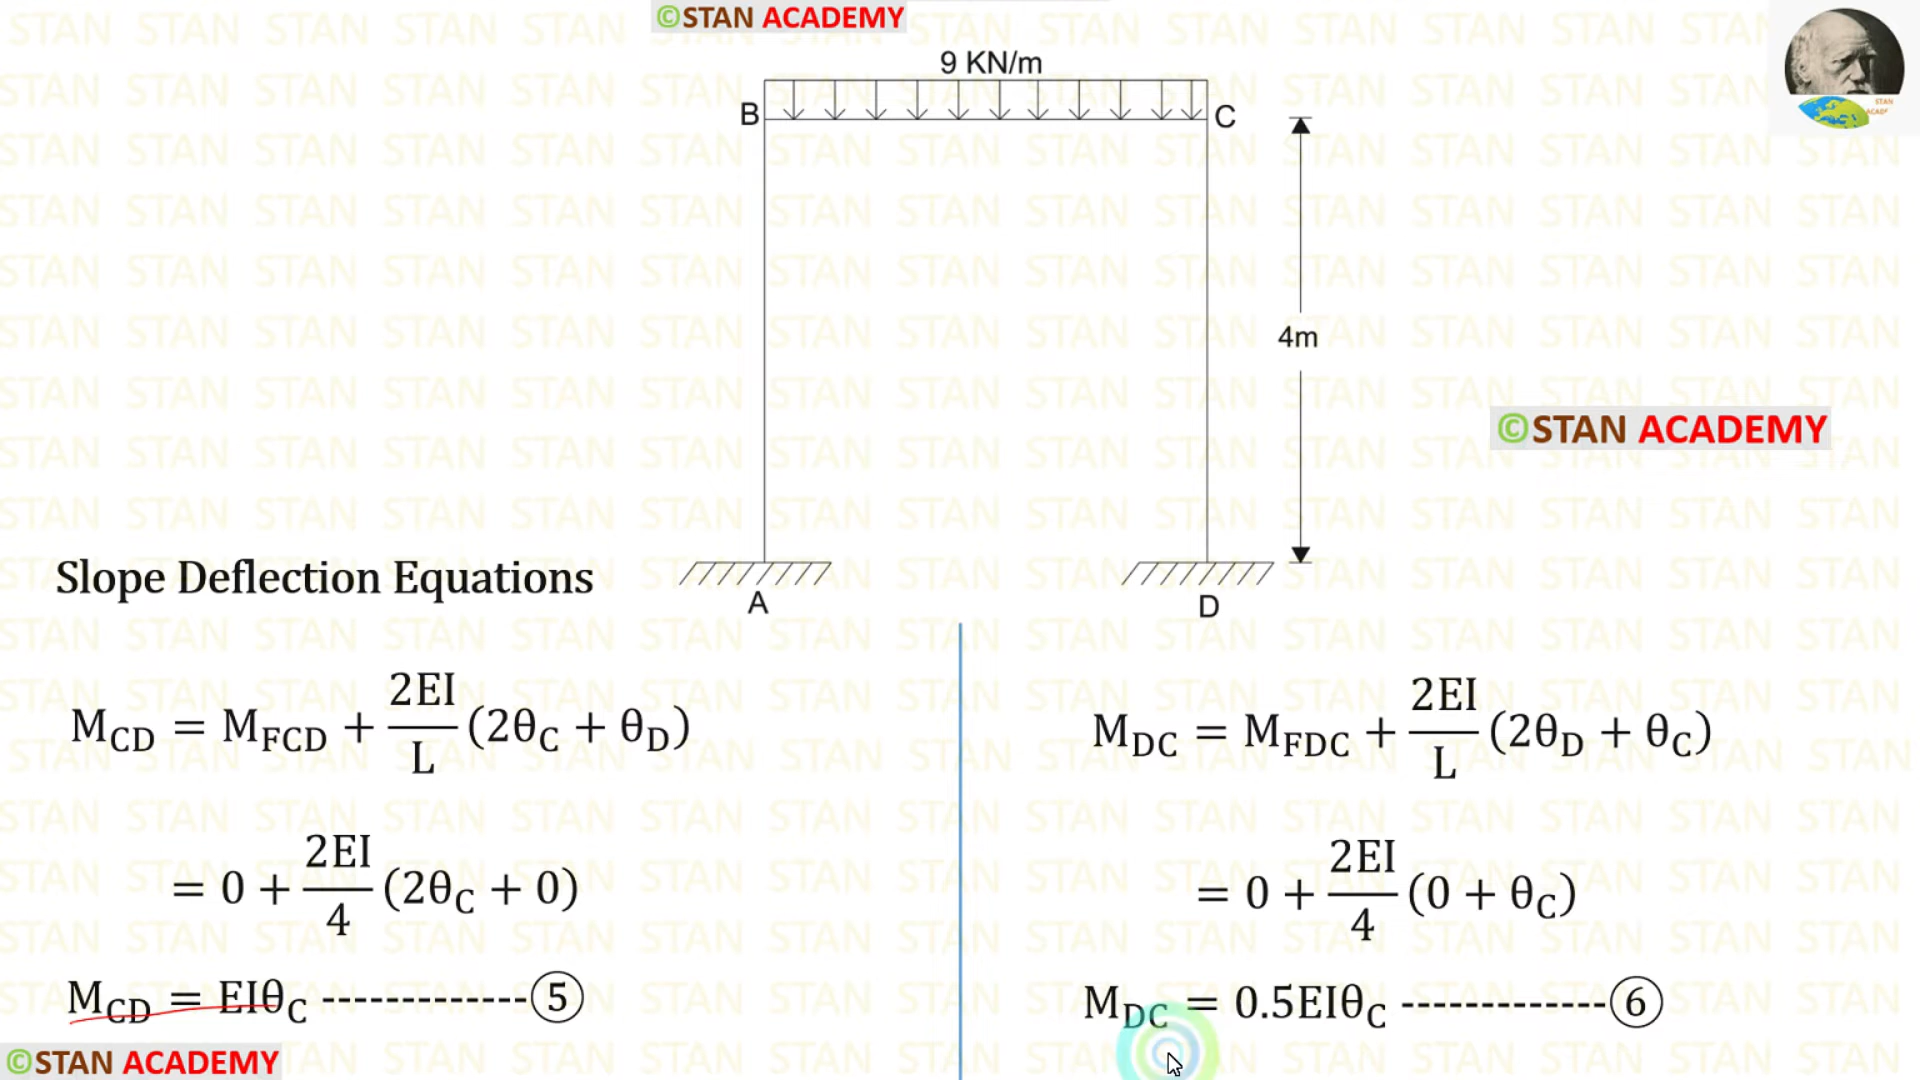 ©STAN ACADEMY
9 KN/m
B
C
4m
©STAN ACADEMY
A
D
Slope Deflection Equations
M_CD = M_FCD + 2EI/L (2θ_C + θ_D)
= 0 + 2EI/4 (2θ_C + 0)
M_CD = EIθ_C -------------⑤
M_DC = M_FDC + 2EI/L (2θ_D + θ_C)
= 0 + 2EI/4 (0 + θ_C)
M_DC = 0.5EIθ_C -------------⑥
©STAN ACADEMY